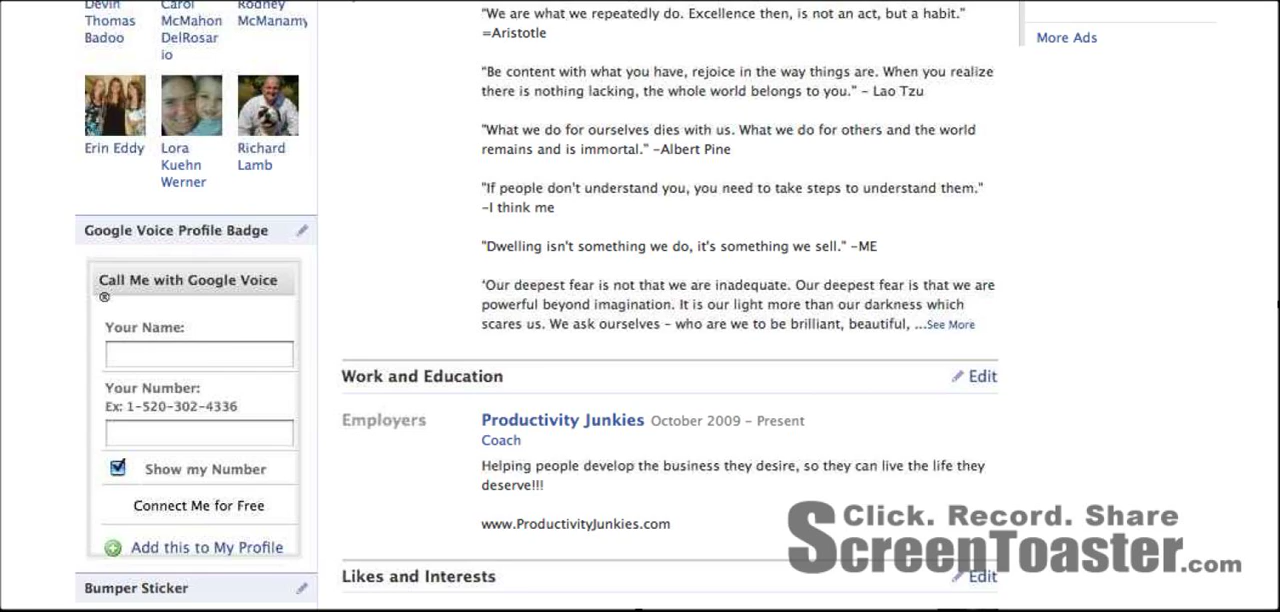 Devin
Thomas
Badoo
Carol
McMahon
DelRosar
io
Rodney
McManamy
Erin Eddy
Lora
Kuehn
Werner
Richard
Lamb
Google Voice Profile Badge
Call Me with Google Voice
®
Your Name:
Your Number:
Ex: 1-520-302-4336
Show my Number
Connect Me for Free
Add this to My Profile
Bumper Sticker
"We are what we repeatedly do. Excellence then, is not an act, but a habit."
=Aristotle
"Be content with what you have, rejoice in the way things are. When you realize
there is nothing lacking, the whole world belongs to you." - Lao Tzu
"What we do for ourselves dies with us. What we do for others and the world
remains and is immortal." -Albert Pine
"If people don't understand you, you need to take steps to understand them."
-I think me
"Dwelling isn't something we do, it's something we sell." -ME
'Our deepest fear is not that we are inadequate. Our deepest fear is that we are
powerful beyond imagination. It is our light more than our darkness which
scares us. We ask ourselves - who are we to be brilliant, beautiful, ...See More
Work and Education
Edit
Employers
Productivity Junkies October 2009 - Present
Coach
Helping people develop the business they desire, so they can live the life they
deserve!!!
www.ProductivityJunkies.com
Likes and Interests
Edit
More Ads
Click. Record. Share
ScreenToaster.com